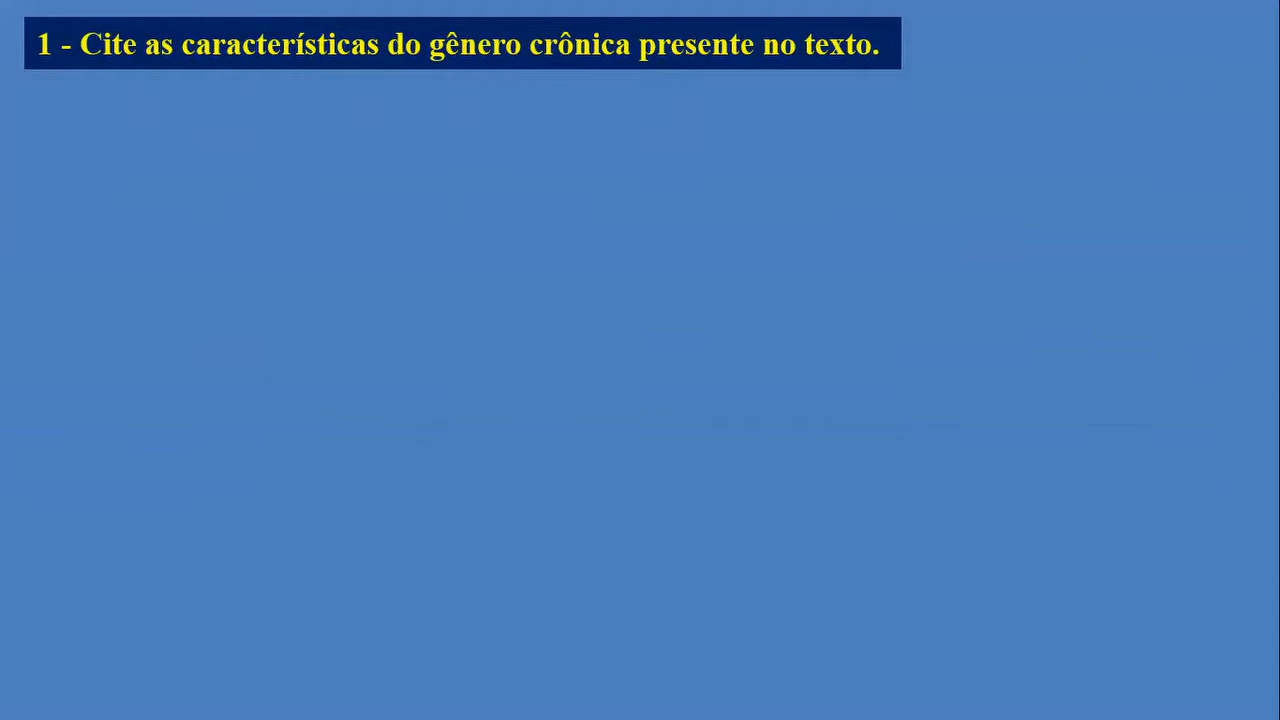 1 - Cite as características do gênero crônica presente no texto.